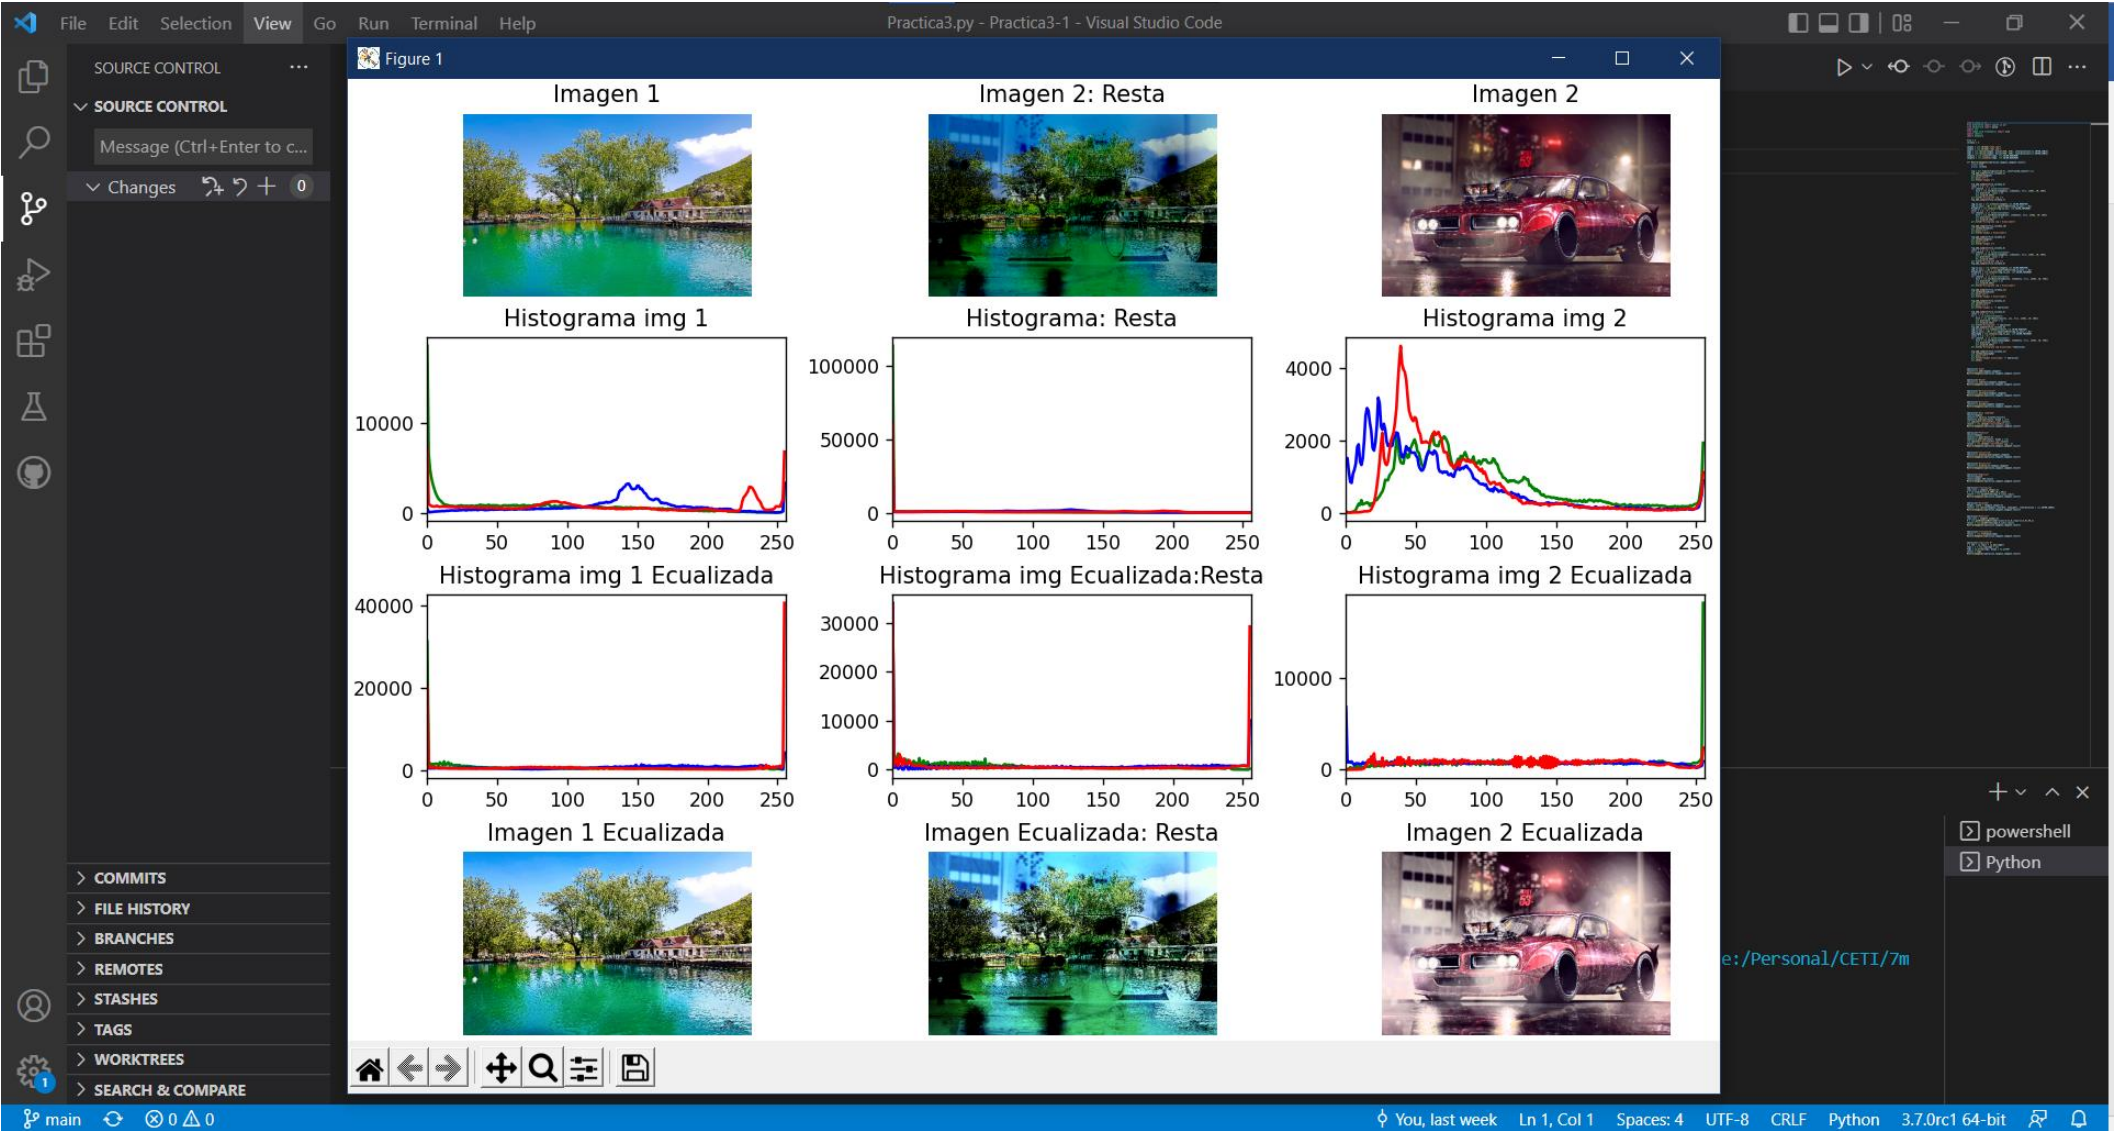 File Edit Selection View Go Run Terminal Help
Practica3.py - Practica3-1 - Visual Studio Code
SOURCE CONTROL
SOURCE CONTROL
Message (Ctrl+Enter to c...
Changes 0
COMMITS
FILE HISTORY
BRANCHES
REMOTES
STASHES
TAGS
WORKTREES
SEARCH & COMPARE
1
Figure 1
Imagen 1
Imagen 2: Resta
Imagen 2
Histograma img 1
10000
0
0 50 100 150 200 250
Histograma: Resta
100000
50000
0
0 50 100 150 200 250
Histograma img 2
4000
2000
0
0 50 100 150 200 250
Histograma img 1 Ecualizada
40000
20000
0
0 50 100 150 200 250
Histograma img Ecualizada:Resta
30000
20000
10000
0
0 50 100 150 200 250
Histograma img 2 Ecualizada
10000
0
0 50 100 150 200 250
Imagen 1 Ecualizada
Imagen Ecualizada: Resta
Imagen 2 Ecualizada
powershell
Python
e:/Personal/CETI/7m
main 0 0
You, last week Ln 1, Col 1 Spaces: 4 UTF-8 CRLF Python 3.7.0rc1 64-bit